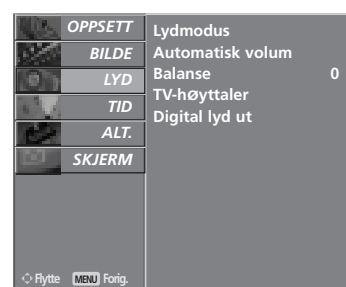 OPPSETT
BILDE
LYD
TID
ALT.
SKJERM
Lydmodus
Automatisk volum
Balanse 0
TV-høyttaler
Digital lyd ut
Flytte MENU Forig.